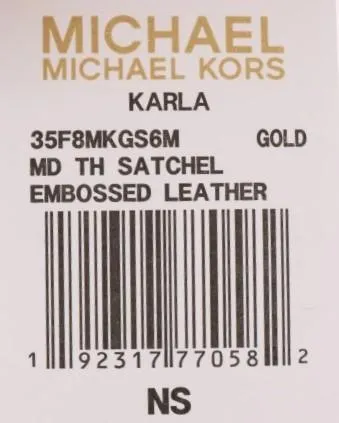 MICHAEL
MICHAEL KORS
KARLA
35F8MKGS6M GOLD
MD TH SATCHEL
EMBOSSED LEATHER
1 92317 77058 2
NS